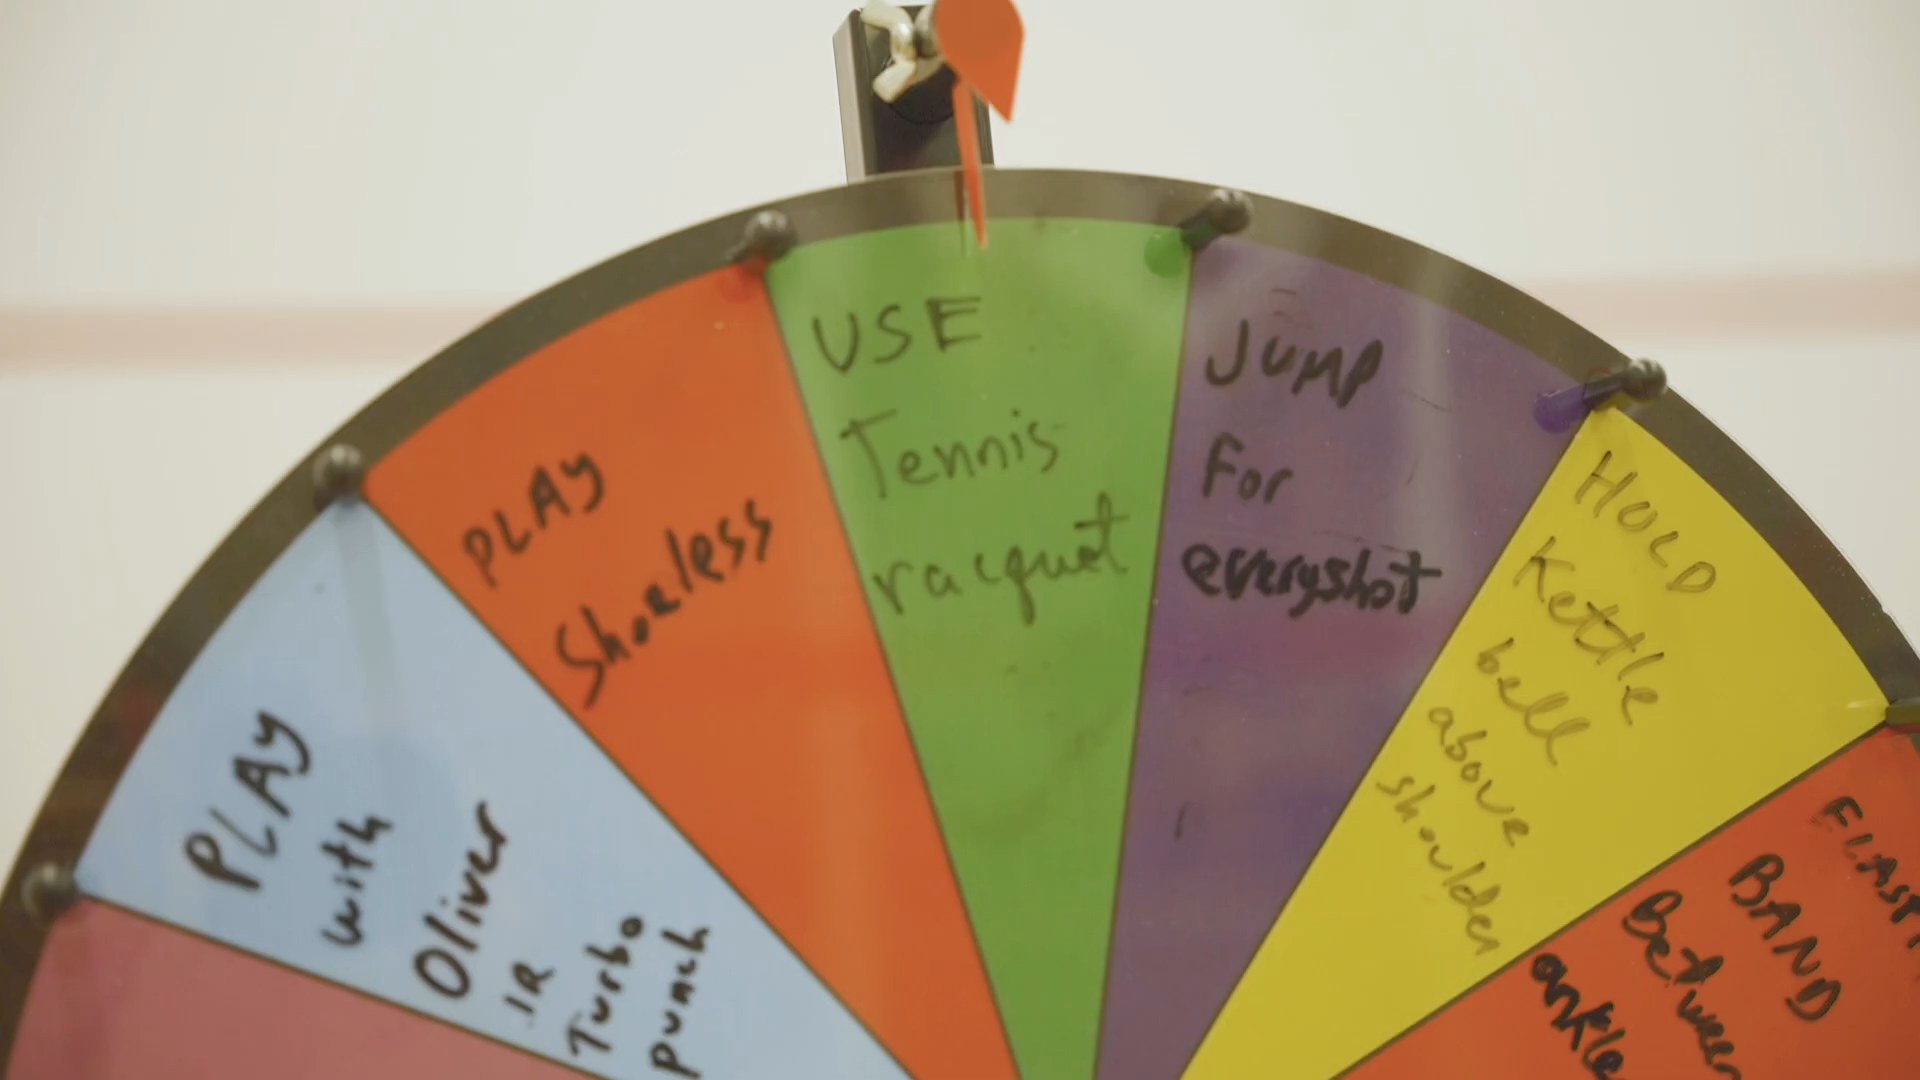 PLAY
with
Oliver
IR
Turbo
punch
PLAY
Shoeless
USE
Tennis
racquet
JUMP
For
everyshot
HOLD
Kettle
bell
above
shoulder
BAND
Between
ankle